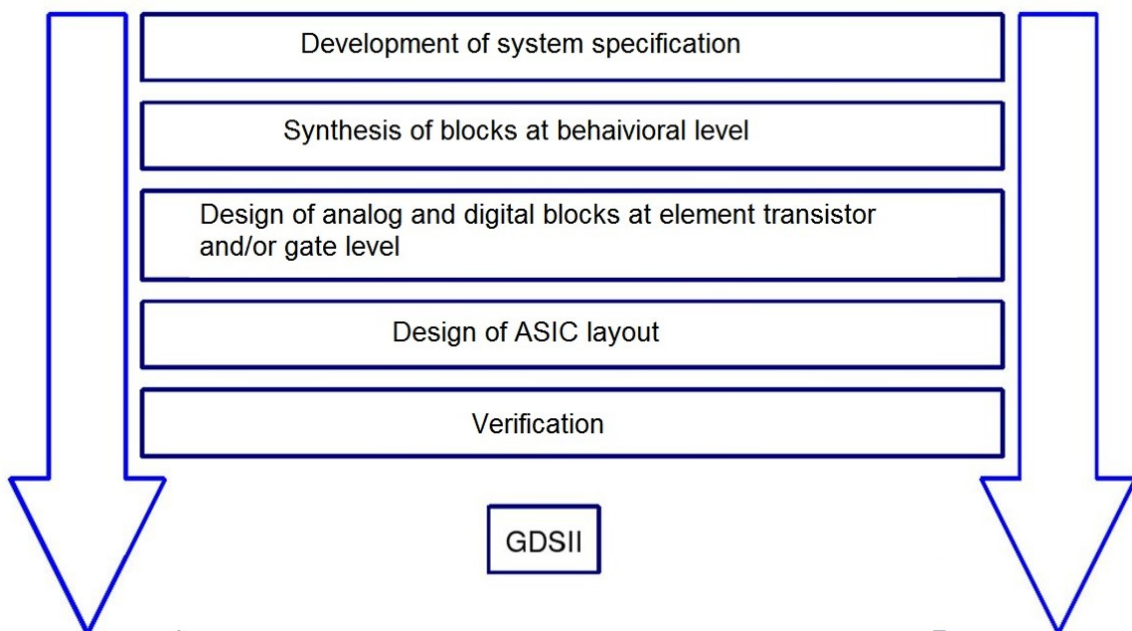 Development of system specification
Synthesis of blocks at behaivioral level
Design of analog and digital blocks at element transistor
and/or gate level
Design of ASIC layout
Verification
GDSII